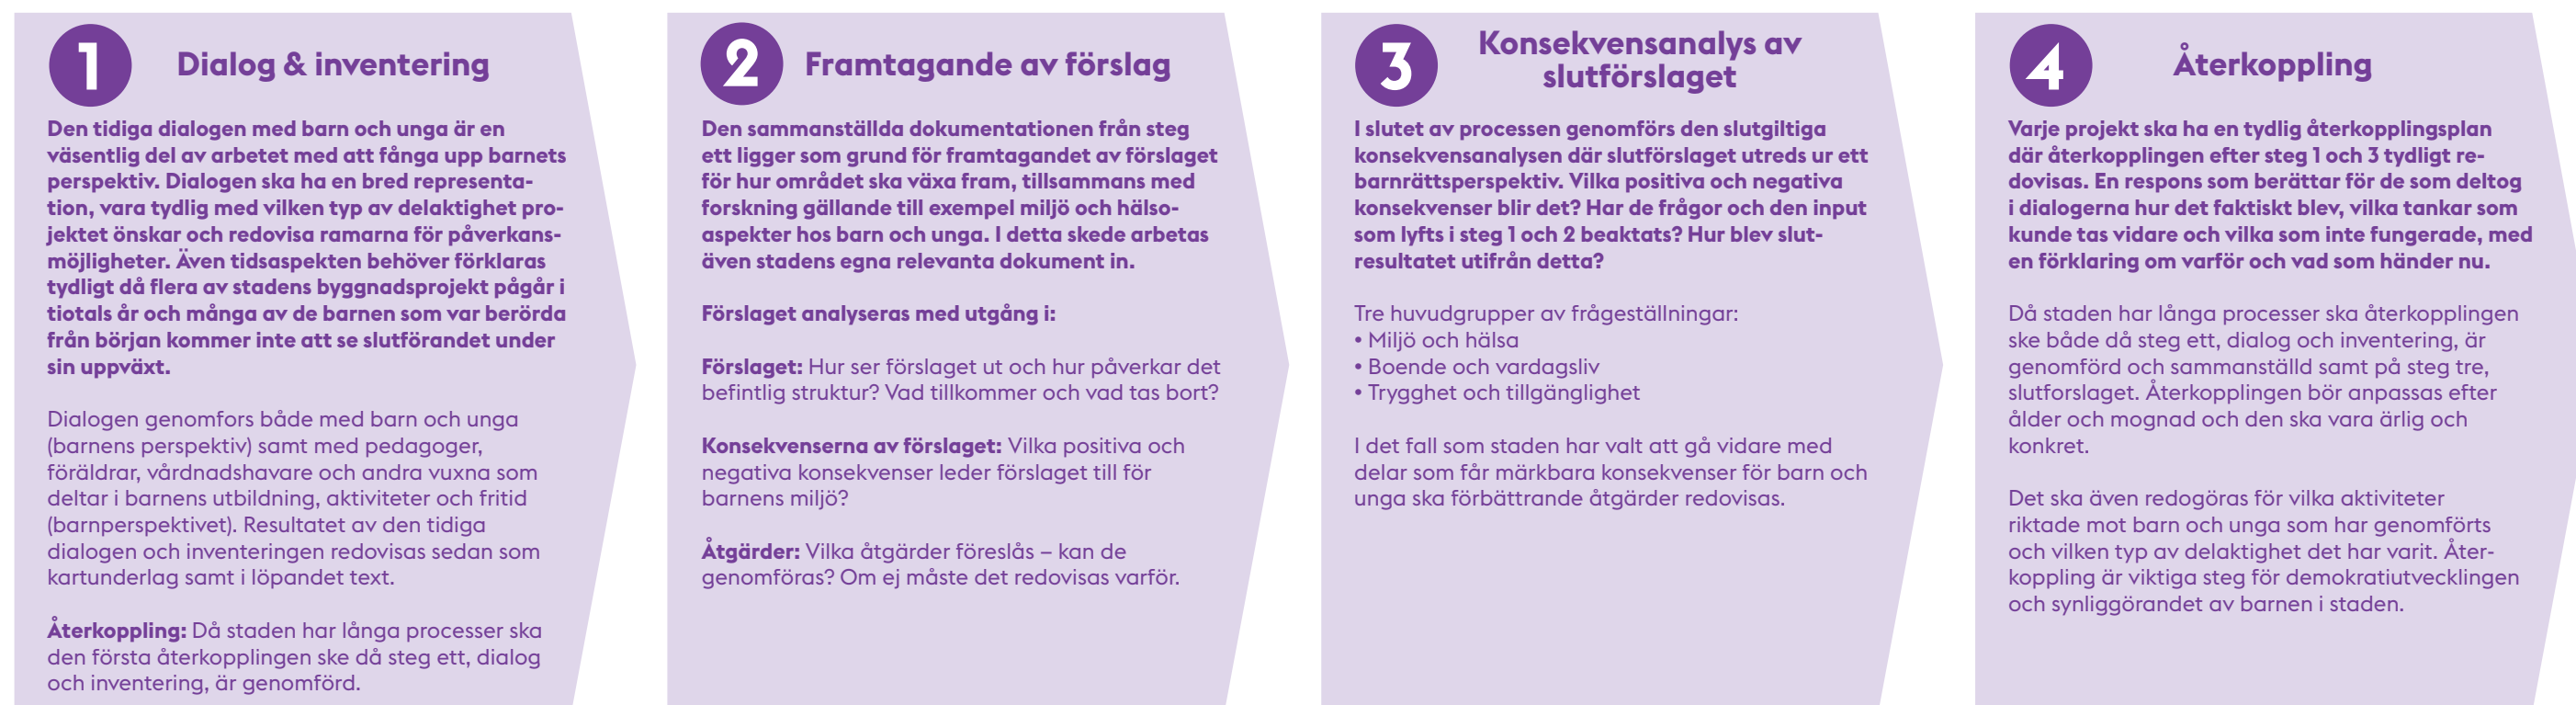 1
Dialog & inventering
Den tidiga dialogen med barn och unga är en
väsentlig del av arbetet med att fånga upp barnets
perspektiv. Dialogen ska ha en bred representa-
tion, vara tydlig med vilken typ av delaktighet pro-
jektet önskar och redovisa ramarna för påverkans-
möjligheter. Även tidsaspekten behöver förklaras
tydligt då flera av stadens byggnadsprojekt pågår i
tiotals år och många av de barnen som var berörda
från början kommer inte att se slutförandet under
sin uppväxt.
Dialogen genomfors både med barn och unga
(barnens perspektiv) samt med pedagoger,
föräldrar, vårdnadshavare och andra vuxna som
deltar i barnens utbildning, aktiviteter och fritid
(barnperspektivet). Resultatet av den tidiga
dialogen och inventeringen redovisas sedan som
kartunderlag samt i löpandet text.
Återkoppling: Då staden har långa processer ska
den första återkopplingen ske då steg ett, dialog
och inventering, är genomförd.
2
Framtagande av förslag
Den sammanställda dokumentationen från steg
ett ligger som grund för framtagandet av förslaget
för hur området ska växa fram, tillsammans med
forskning gällande till exempel miljö och hälso-
aspekter hos barn och unga. I detta skede arbetas
även stadens egna relevanta dokument in.
Förslaget analyseras med utgång i:
Förslaget: Hur ser förslaget ut och hur påverkar det
befintlig struktur? Vad tillkommer och vad tas bort?
Konsekvenserna av förslaget: Vilka positiva och
negativa konsekvenser leder förslaget till för
barnens miljö?
Åtgärder: Vilka åtgärder föreslås – kan de
genomföras? Om ej måste det redovisas varför.
3
Konsekvensanalys av
slutförslaget
I slutet av processen genomförs den slutgiltiga
konsekvensanalysen där slutförslaget utreds ur ett
barnrättsperspektiv. Vilka positiva och negativa
konsekvenser blir det? Har de frågor och den input
som lyfts i steg 1 och 2 beaktats? Hur blev slut-
resultatet utifrån detta?
Tre huvudgrupper av frågeställningar:
• Miljö och hälsa
• Boende och vardagsliv
• Trygghet och tillgänglighet
I det fall som staden har valt att gå vidare med
delar som får märkbara konsekvenser för barn och
unga ska förbättrande åtgärder redovisas.
4
Återkoppling
Varje projekt ska ha en tydlig återkopplingsplan
där återkopplingen efter steg 1 och 3 tydligt re-
dovisas. En respons som berättar för de som deltog
i dialogerna hur det faktiskt blev, vilka tankar som
kunde tas vidare och vilka som inte fungerade, med
en förklaring om varför och vad som händer nu.
Då staden har långa processer ska återkopplingen
ske både då steg ett, dialog och inventering, är
genomförd och sammanställd samt på steg tre,
slutforslaget. Återkopplingen bör anpassas efter
ålder och mognad och den ska vara ärlig och
konkret.
Det ska även redogöras för vilka aktiviteter
riktade mot barn och unga som har genomförts
och vilken typ av delaktighet det har varit. Åter-
koppling är viktiga steg för demokratiutvecklingen
och synliggörandet av barnen i staden.